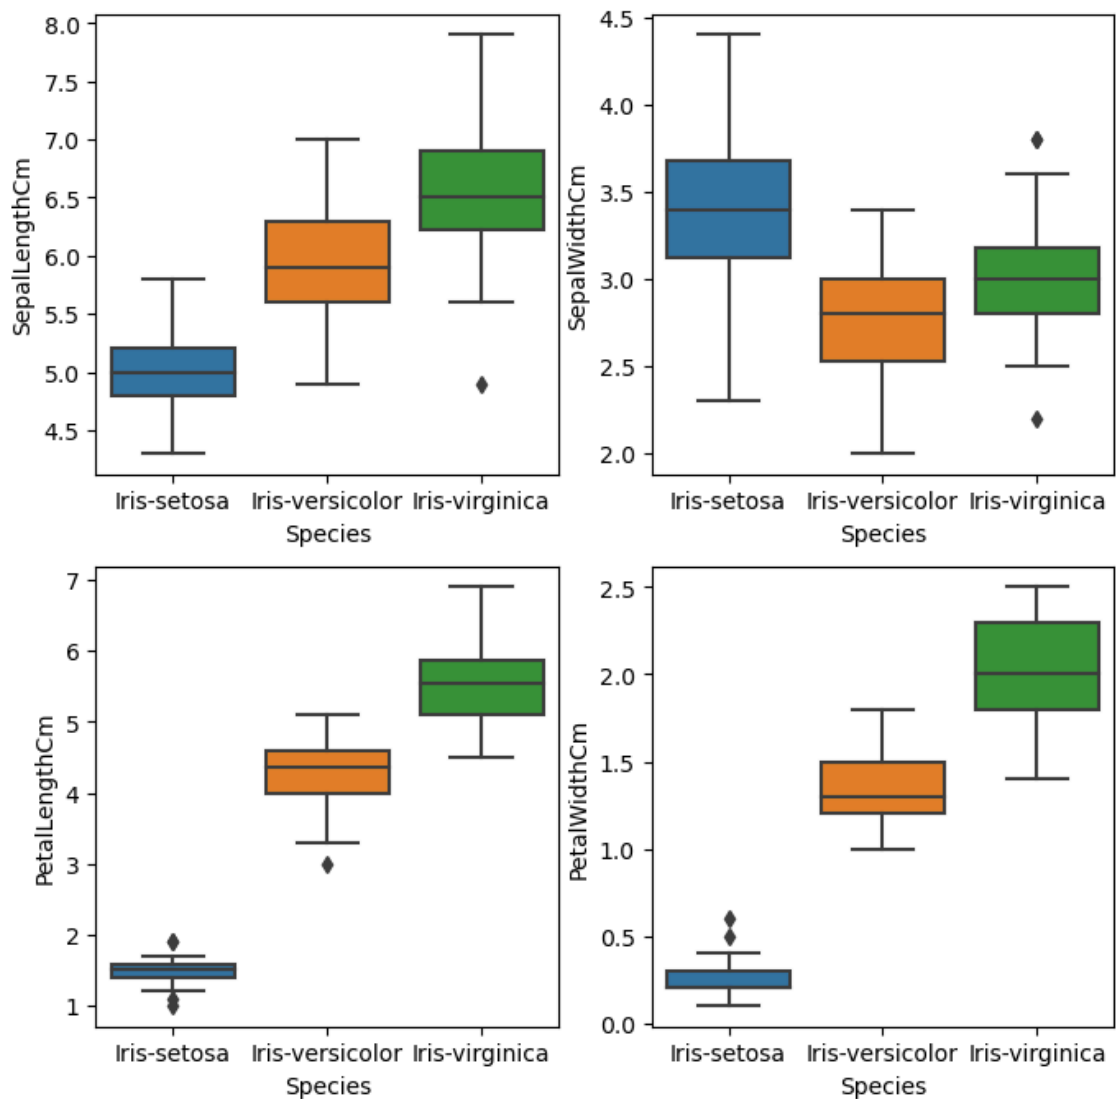 SepalLengthCm
8.0
7.5
7.0
6.5
6.0
5.5
5.0
4.5
Iris-setosa Iris-versicolor Iris-virginica
Species
SepalWidthCm
4.5
4.0
3.5
3.0
2.5
2.0
Iris-setosa Iris-versicolor Iris-virginica
Species
PetalLengthCm
7
6
5
4
3
2
1
Iris-setosa Iris-versicolor Iris-virginica
Species
PetalWidthCm
2.5
2.0
1.5
1.0
0.5
0.0
Iris-setosa Iris-versicolor Iris-virginica
Species